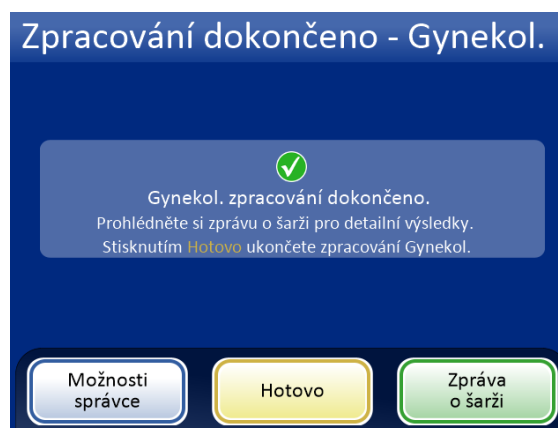 Zpracování dokončeno - Gynekol.
Gynekol. zpracování dokončeno.
Prohlédněte si zprávu o šarži pro detailní výsledky.
Stisknutím Hotovo ukončete zpracování Gynekol.
Možnosti
správce
Hotovo
Zpráva
o šarži